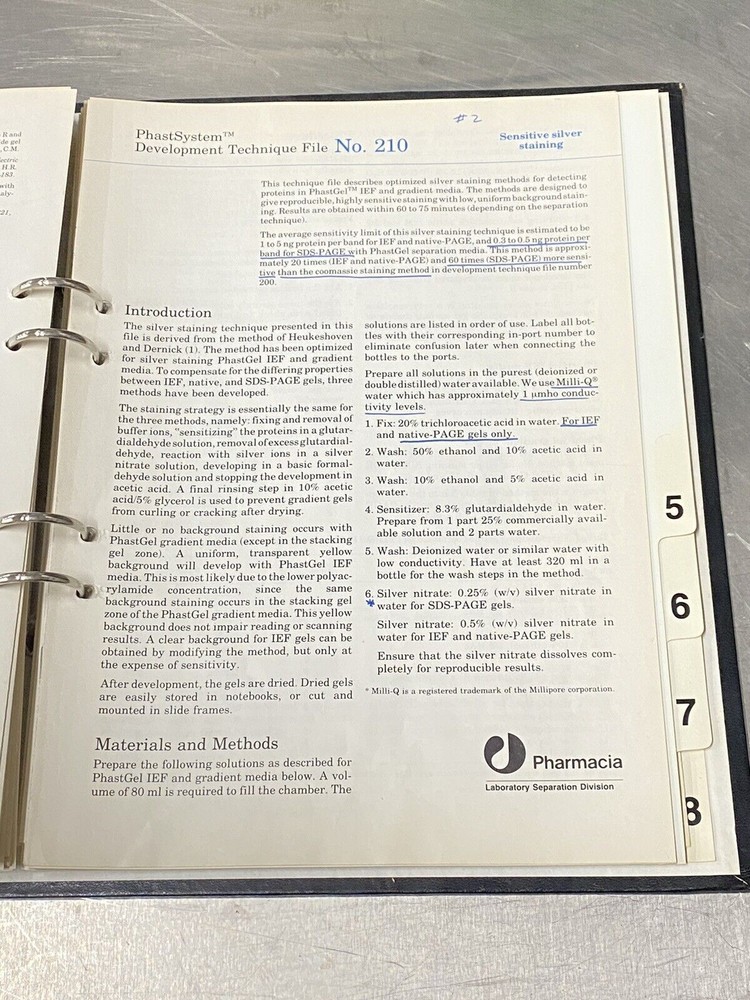 R and
de gel
, C.M.
ectric
H.R.
-183.
with
aly-
21,
# 2
PhastSystem™
Development Technique File No. 210
Sensitive silver
staining
This technique file describes optimized silver staining methods for detecting
proteins in PhastGel™ IEF and gradient media. The methods are designed to
give reproducible, highly sensitive staining with low, uniform background stain-
ing. Results are obtained within 60 to 75 minutes (depending on the separation
technique).
The average sensitivity limit of this silver staining technique is estimated to be
1 to 5 ng protein per band for IEF and native-PAGE, and 0.3 to 0.5 ng protein per
band for SDS-PAGE with PhastGel separation media. This method is approxi-
mately 20 times (IEF and native-PAGE) and 60 times (SDS-PAGE) more sensi-
tive than the coomassie staining method in development technique file number
200.
Introduction
The silver staining technique presented in this
file is derived from the method of Heukeshoven
and Dernick (1). The method has been optimized
for silver staining PhastGel IEF and gradient
media. To compensate for the differing properties
between IEF, native, and SDS-PAGE gels, three
methods have been developed.
The staining strategy is essentially the same for
the three methods, namely: fixing and removal of
buffer ions, "sensitizing" the proteins in a glutar-
dialdehyde solution, removal of excess glutardial-
dehyde, reaction with silver ions in a silver
nitrate solution, developing in a basic formal-
dehyde solution and stopping the development in
acetic acid. A final rinsing step in 10% acetic
acid/5% glycerol is used to prevent gradient gels
from curling or cracking after drying.
Little or no background staining occurs with
PhastGel gradient media (except in the stacking
gel zone). A uniform, transparent yellow
background will develop with PhastGel IEF
media. This is most likely due to the lower polyac-
rylamide concentration, since the same
background staining occurs in the stacking gel
zone of the PhastGel gradient media. This yellow
background does not impair reading or scanning
results. A clear background for IEF gels can be
obtained by modifying the method, but only at
the expense of sensitivity.
After development, the gels are dried. Dried gels
are easily stored in notebooks, or cut and
mounted in slide frames.
Materials and Methods
Prepare the following solutions as described for
PhastGel IEF and gradient media below. A vol-
ume of 80 ml is required to fill the chamber. The
solutions are listed in order of use. Label all bot-
tles with their corresponding in-port number to
eliminate confusion later when connecting the
bottles to the ports.
Prepare all solutions in the purest (deionized or
double distilled) water available. We use Milli-Q®
water which has approximately 1 µmho conduc-
tivity levels.
1. Fix: 20% trichloroacetic acid in water. For IEF
and native-PAGE gels only.
2. Wash: 50% ethanol and 10% acetic acid in
water.
3. Wash: 10% ethanol and 5% acetic acid in
water.
4. Sensitizer: 8.3% glutardialdehyde in water.
Prepare from 1 part 25% commercially avail-
able solution and 2 parts water.
5. Wash: Deionized water or similar water with
low conductivity. Have at least 320 ml in a
bottle for the wash steps in the method.
6. Silver nitrate: 0.25% (w/v) silver nitrate in
* water for SDS-PAGE gels.
Silver nitrate: 0.5% (w/v) silver nitrate in
water for IEF and native-PAGE gels.
Ensure that the silver nitrate dissolves com-
pletely for reproducible results.
® Milli-Q is a registered trademark of the Millipore corporation.
Pharmacia
Laboratory Separation Division
5
6
7
8